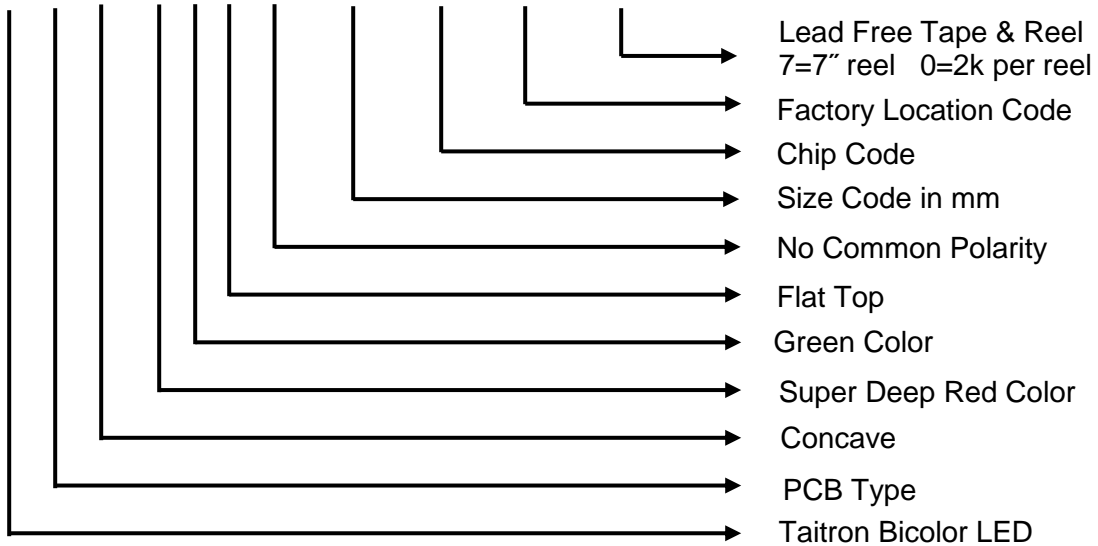 Lead Free Tape & Reel
7=7˝ reel 0=2k per reel
Factory Location Code
Chip Code
Size Code in mm
No Common Polarity
Flat Top
Green Color
Super Deep Red Color
Concave
PCB Type
Taitron Bicolor LED